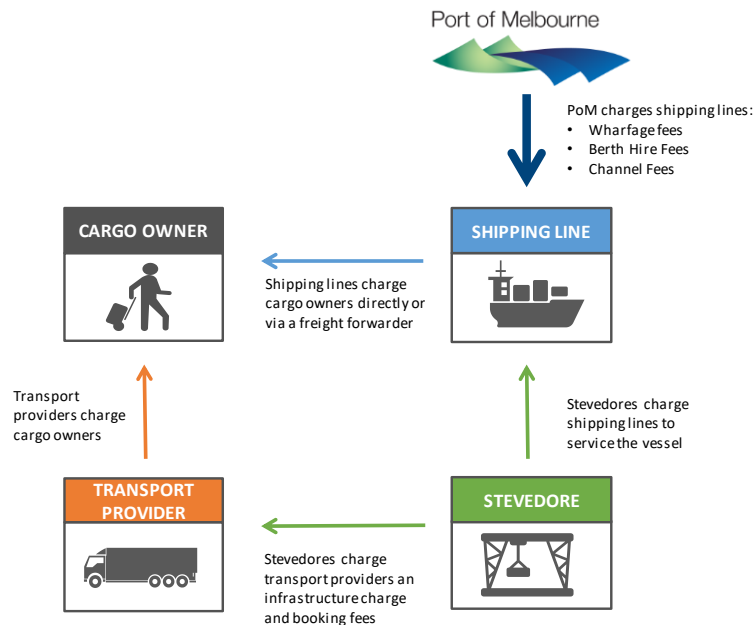 Port of Melbourne
PoM charges shipping lines:
• Wharfage fees
• Berth Hire Fees
• Channel Fees
CARGO OWNER
SHIPPING LINE
Shipping lines charge
cargo owners directly or
via a freight forwarder
Transport
providers charge
cargo owners
Stevedores charge
shipping lines to
service the vessel
TRANSPORT
PROVIDER
STEVEDORE
Stevedores charge
transport providers an
infrastructure charge
and booking fees